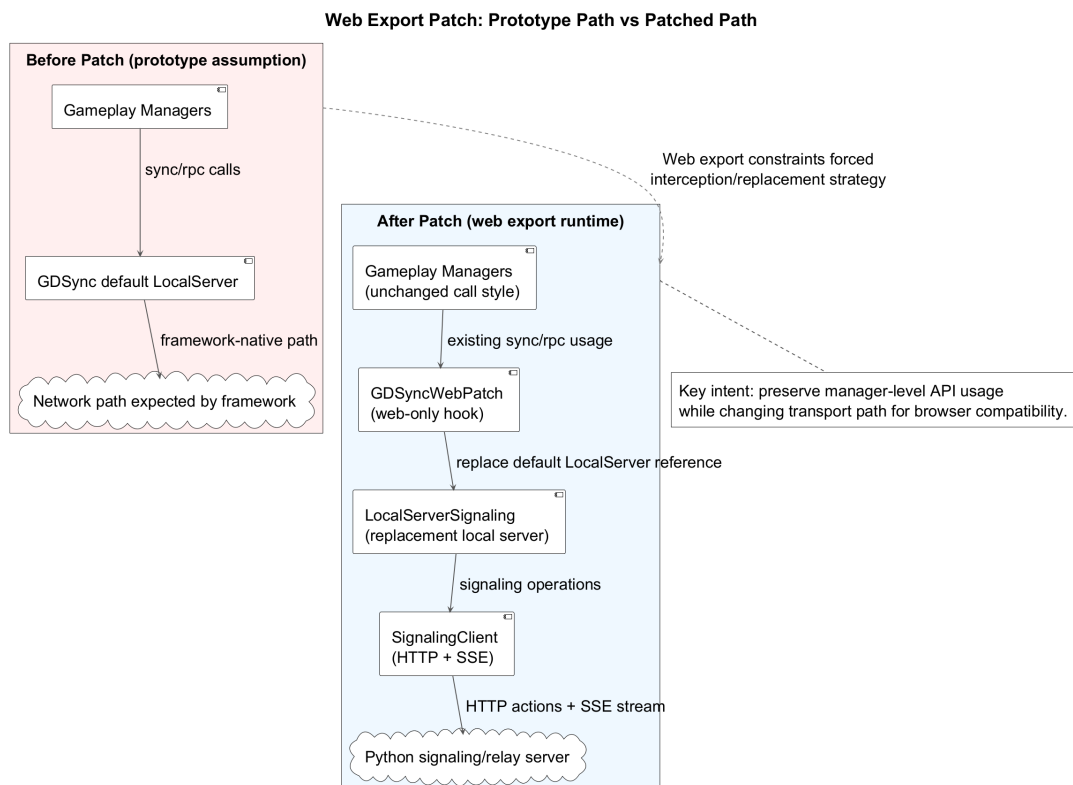 Web Export Patch: Prototype Path vs Patched Path
Before Patch (prototype assumption)
Gameplay Managers
sync/rpc calls
GDSync default LocalServer
framework-native path
Network path expected by framework
Web export constraints forced
interception/replacement strategy
After Patch (web export runtime)
Gameplay Managers
(unchanged call style)
existing sync/rpc usage
GDSyncWebPatch
(web-only hook)
replace default LocalServer reference
LocalServerSignaling
(replacement local server)
signaling operations
SignalingClient
(HTTP + SSE)
HTTP actions + SSE stream
Python signaling/relay server
Key intent: preserve manager-level API usage
while changing transport path for browser compatibility.